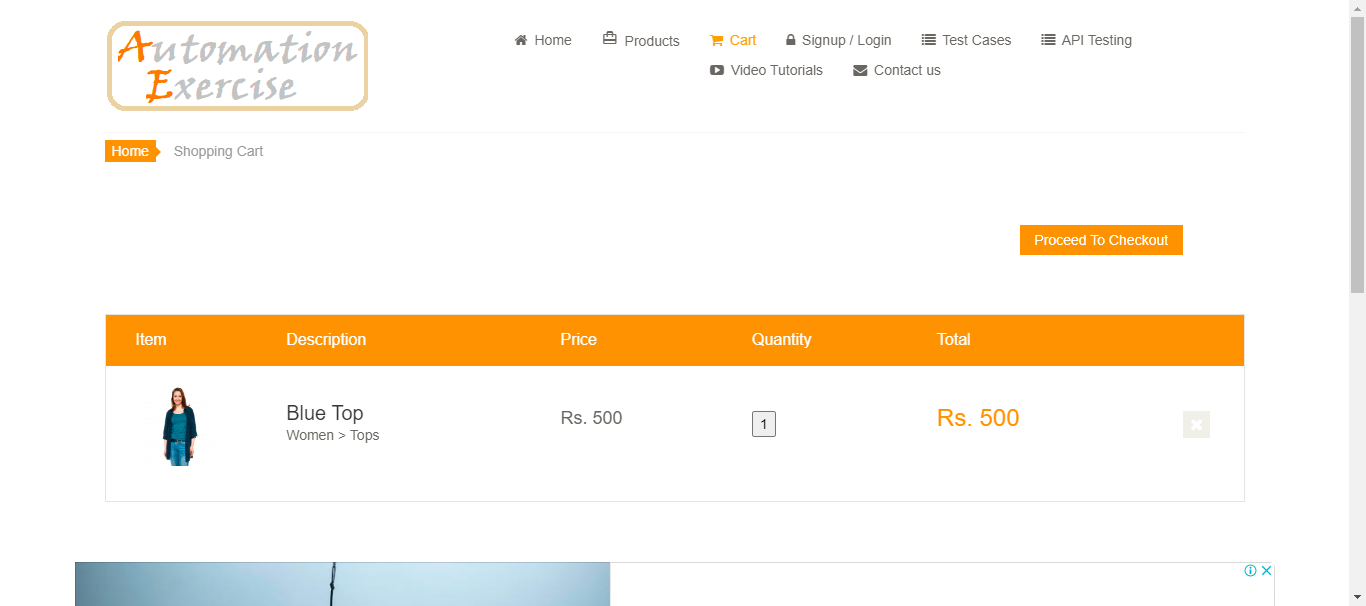 Automation
Exercise
Home
Products
Cart
Signup / Login
Test Cases
API Testing
Video Tutorials
Contact us
Home
Shopping Cart
Proceed To Checkout
Item Description Price Quantity Total
Blue Top
Women > Tops
Rs. 500
1
Rs. 500